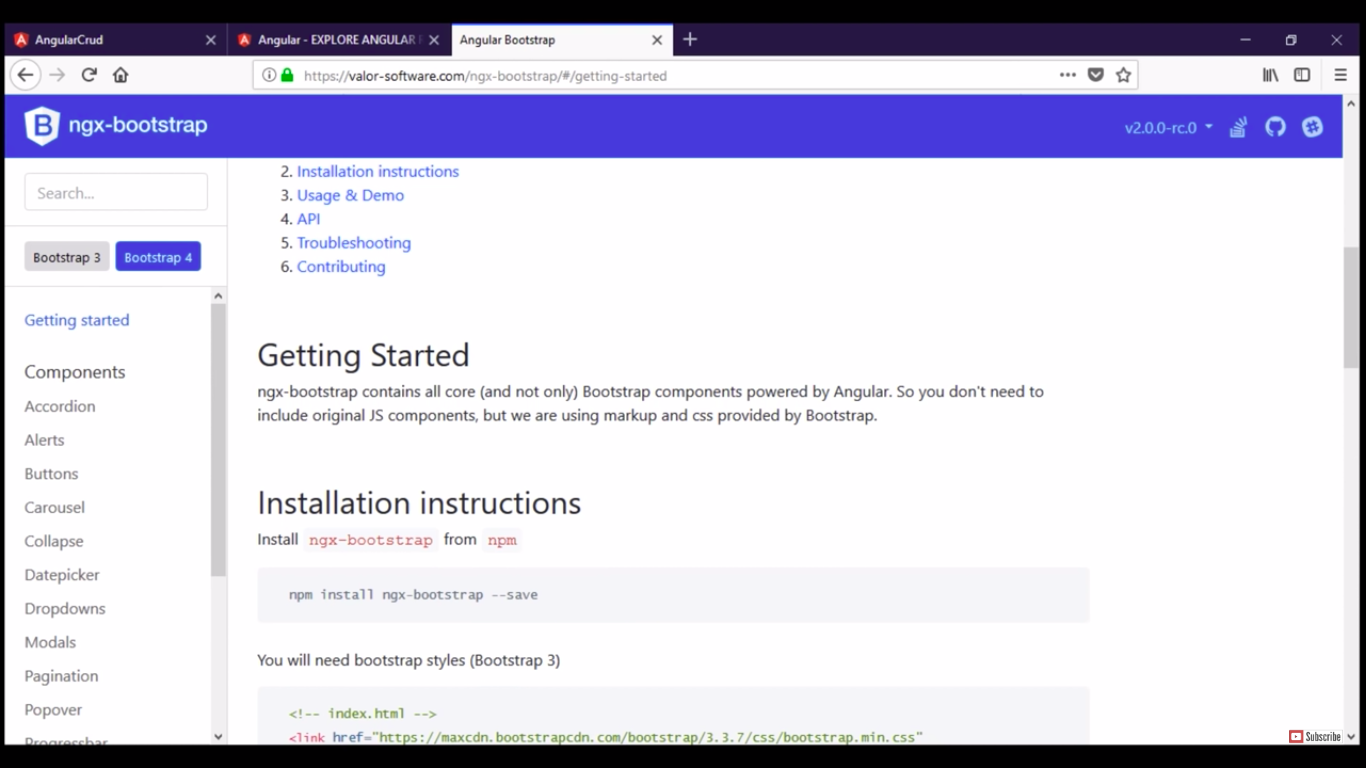 AngularCrud
Angular - EXPLORE ANGULAR
Angular Bootstrap
https://valor-software.com/ngx-bootstrap/#/getting-started
B ngx-bootstrap
v2.0.0-rc.0
Search...
Bootstrap 3 Bootstrap 4
Getting started
Components
Accordion
Alerts
Buttons
Carousel
Collapse
Datepicker
Dropdowns
Modals
Pagination
Popover
Progressbar
2. Installation instructions
3. Usage & Demo
4. API
5. Troubleshooting
6. Contributing
Getting Started
ngx-bootstrap contains all core (and not only) Bootstrap components powered by Angular. So you don't need to
include original JS components, but we are using markup and css provided by Bootstrap.
Installation instructions
Install ngx-bootstrap from npm
npm install ngx-bootstrap --save
You will need bootstrap styles (Bootstrap 3)
<!-- index.html -->
<link href="https://maxcdn.bootstrapcdn.com/bootstrap/3.3.7/css/bootstrap.min.css"
Subscribe